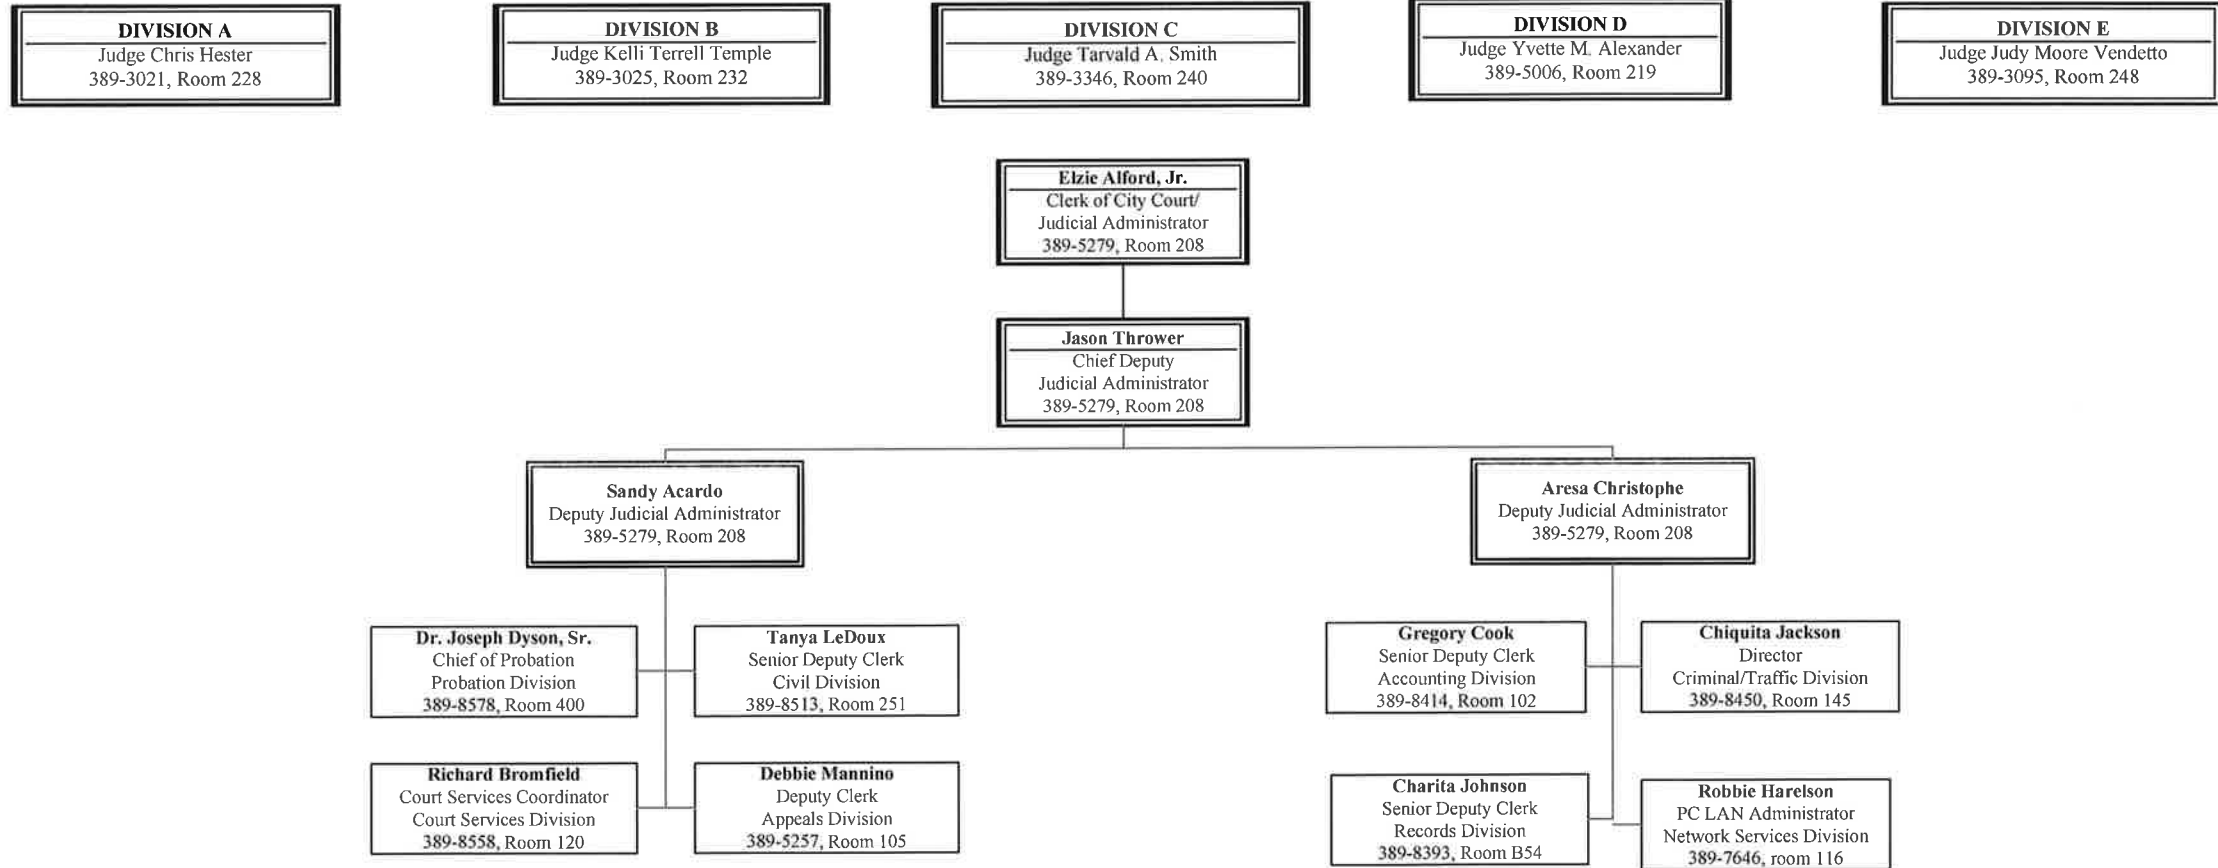 DIVISION A
Judge Chris Hester
389-3021, Room 228
DIVISION B
Judge Kelli Terrell Temple
389-3025, Room 232
DIVISION C
Judge Tarvald A. Smith
389-3346, Room 240
DIVISION D
Judge Yvette M. Alexander
389-5006, Room 219
DIVISION E
Judge Judy Moore Vendetto
389-3095, Room 248
Elzie Alford, Jr.
Clerk of City Court/
Judicial Administrator
389-5279, Room 208
Jason Thrower
Chief Deputy
Judicial Administrator
389-5279, Room 208
Sandy Acardo
Deputy Judicial Administrator
389-5279, Room 208
Aresa Christophe
Deputy Judicial Administrator
389-5279, Room 208
Dr. Joseph Dyson, Sr.
Chief of Probation
Probation Division
389-8578, Room 400
Tanya LeDoux
Senior Deputy Clerk
Civil Division
389-8513, Room 251
Gregory Cook
Senior Deputy Clerk
Accounting Division
389-8414, Room 102
Chiquita Jackson
Director
Criminal/Traffic Division
389-8450, Room 145
Richard Bromfield
Court Services Coordinator
Court Services Division
389-8558, Room 120
Debbie Mannino
Deputy Clerk
Appeals Division
389-5257, Room 105
Charita Johnson
Senior Deputy Clerk
Records Division
389-8393, Room B54
Robbie Harelson
PC LAN Administrator
Network Services Division
389-7646, room 116